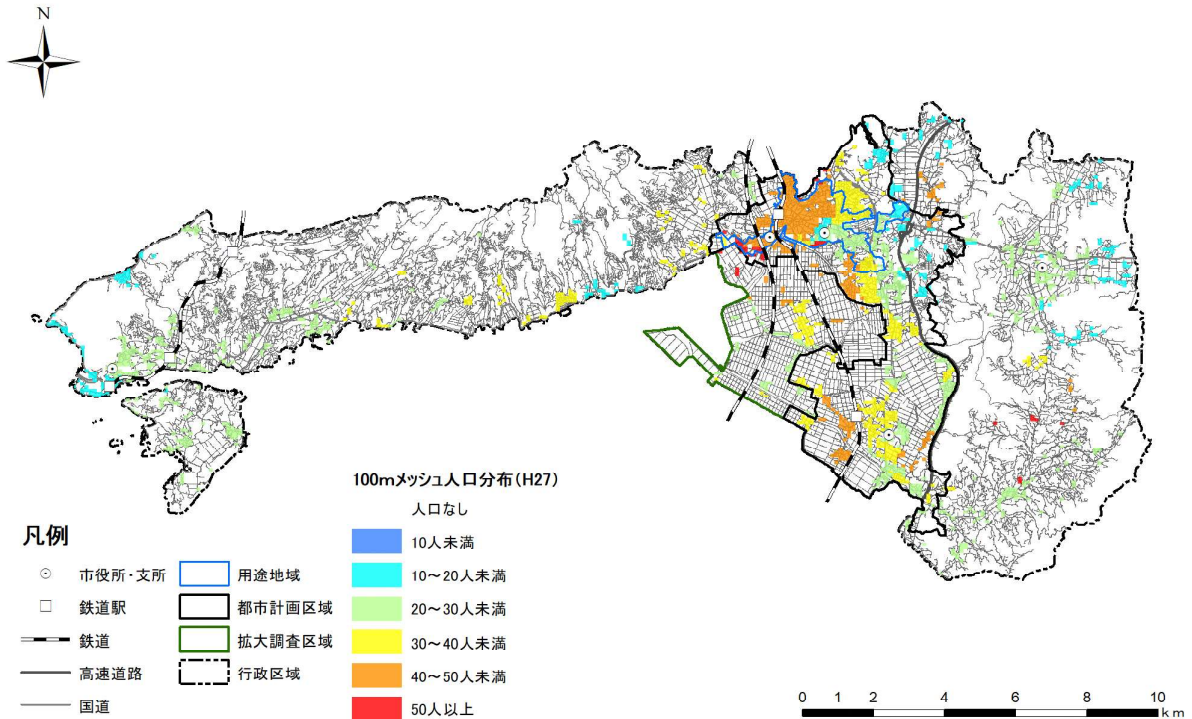 N
100mメッシュ人口分布(H27)
人口なし
10人未満
10~20人未満
20~30人未満
30~40人未満
40~50人未満
50人以上
凡例
市役所・支所
鉄道駅
鉄道
高速道路
国道
用途地域
都市計画区域
拡大調査区域
行政区域
0 1 2 4 6 8 10
km